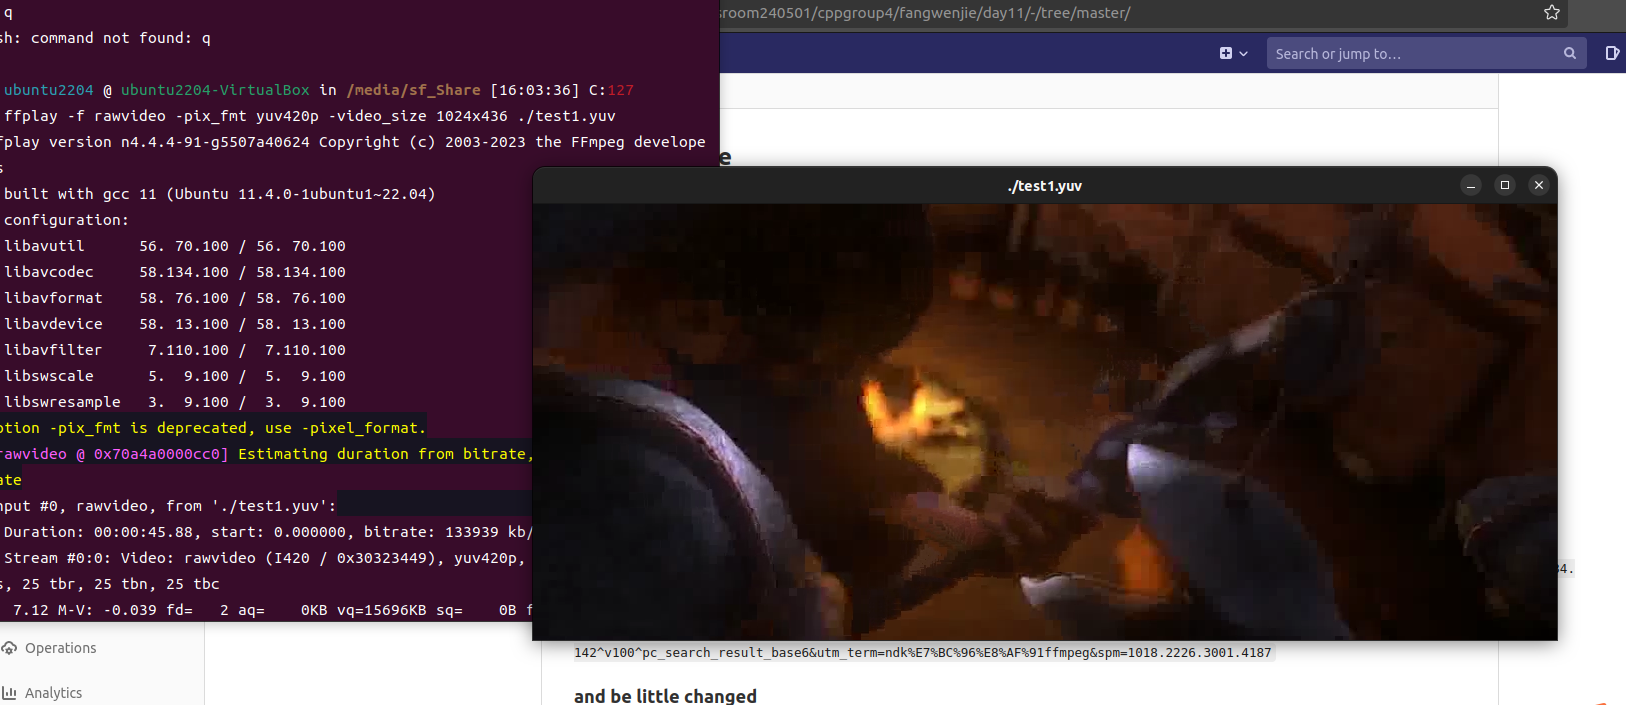 q
sh: command not found: q
ubuntu2204 @ ubuntu2204-VirtualBox in /media/sf_Share [16:03:36] C:127
ffplay -f rawvideo -pix_fmt yuv420p -video_size 1024x436 ./test1.yuv
fplay version n4.4.4-91-g5507a40624 Copyright (c) 2003-2023 the FFmpeg develope
s
built with gcc 11 (Ubuntu 11.4.0-1ubuntu1~22.04)
configuration:
libavutil 56. 70.100 / 56. 70.100
libavcodec 58.134.100 / 58.134.100
libavformat 58. 76.100 / 58. 76.100
libavdevice 58. 13.100 / 58. 13.100
libavfilter 7.110.100 / 7.110.100
libswscale 5. 9.100 / 5. 9.100
libswresample 3. 9.100 / 3. 9.100
ption -pix_fmt is deprecated, use -pixel_format.
rawvideo @ 0x70a4a0000cc0] Estimating duration from bitrate,
ate
nput #0, rawvideo, from './test1.yuv':
Duration: 00:00:45.88, start: 0.000000, bitrate: 133939 kb/
Stream #0:0: Video: rawvideo (I420 / 0x30323449), yuv420p,
s, 25 tbr, 25 tbn, 25 tbc
7.12 M-V: -0.039 fd= 2 aq= 0KB vq=15696KB sq= 0B f
Operations
Analytics
sroom240501/cppgroup4/fangwenjie/day11/-/tree/master/
Search or jump to…
e
./test1.yuv
34.
142^v100^pc_search_result_base6&utm_term=ndk%E7%BC%96%E8%AF%91ffmpeg&spm=1018.2226.3001.4187
and be little changed